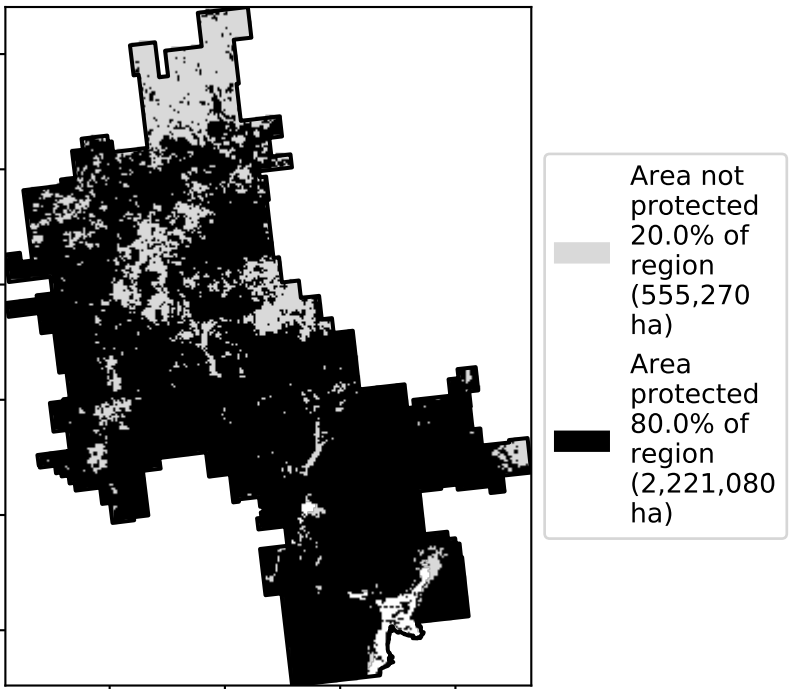 Area not
protected
20.0% of
region
(555,270
ha)
Area
protected
80.0% of
region
(2,221,080
ha)